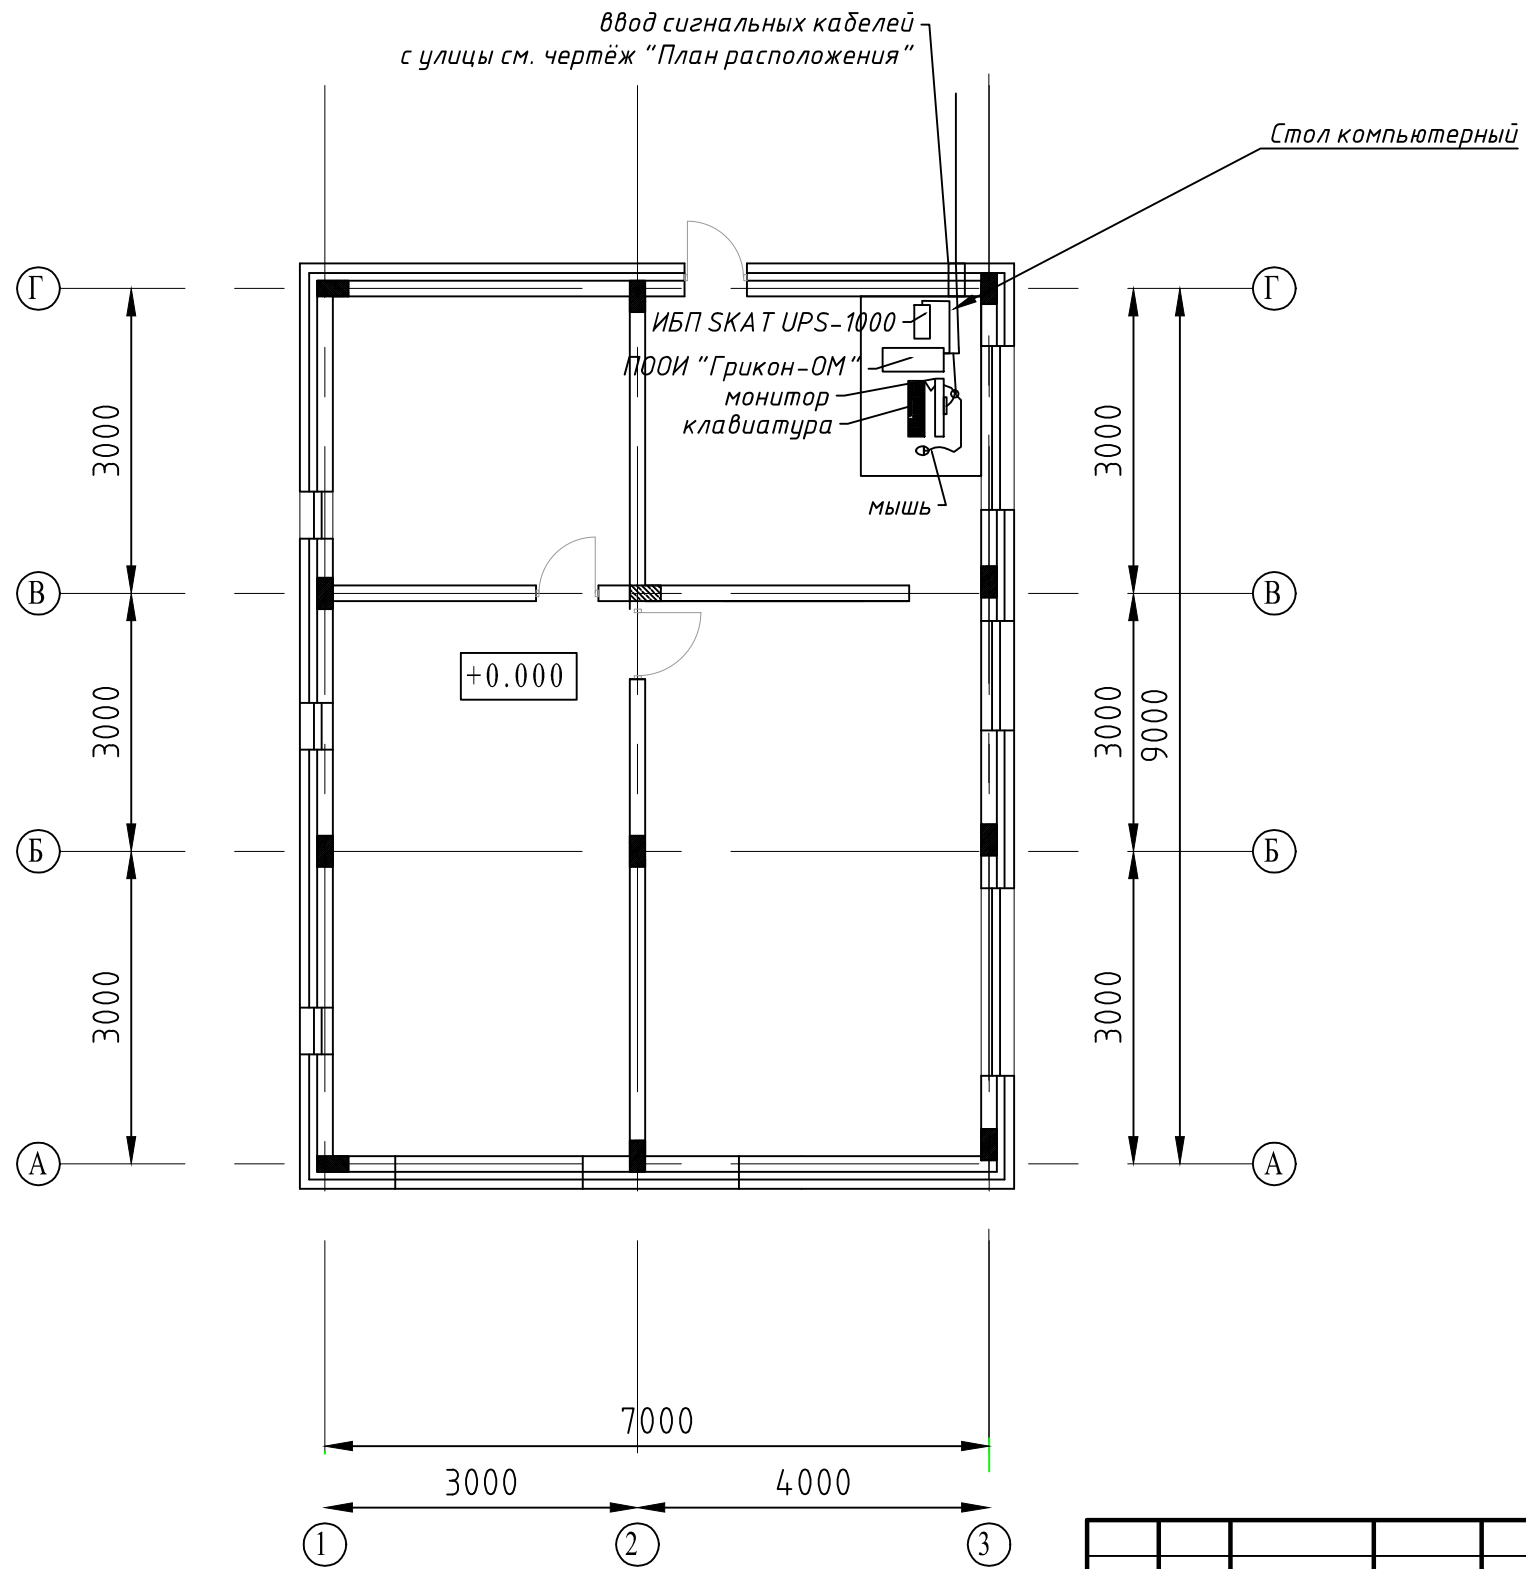 ввод сигнальных кабелей
с улицы см. чертёж "План расположения"
Стол компьютерный
Г
Г
ИБП SKAT UPS-1000
ПООИ "Грикон-ОМ"
монитор
клавиатура
3000
3000
мышь
В
В
+0.000
3000
3000
9000
Б
Б
3000
3000
А
А
7000
3000
4000
1
2
3